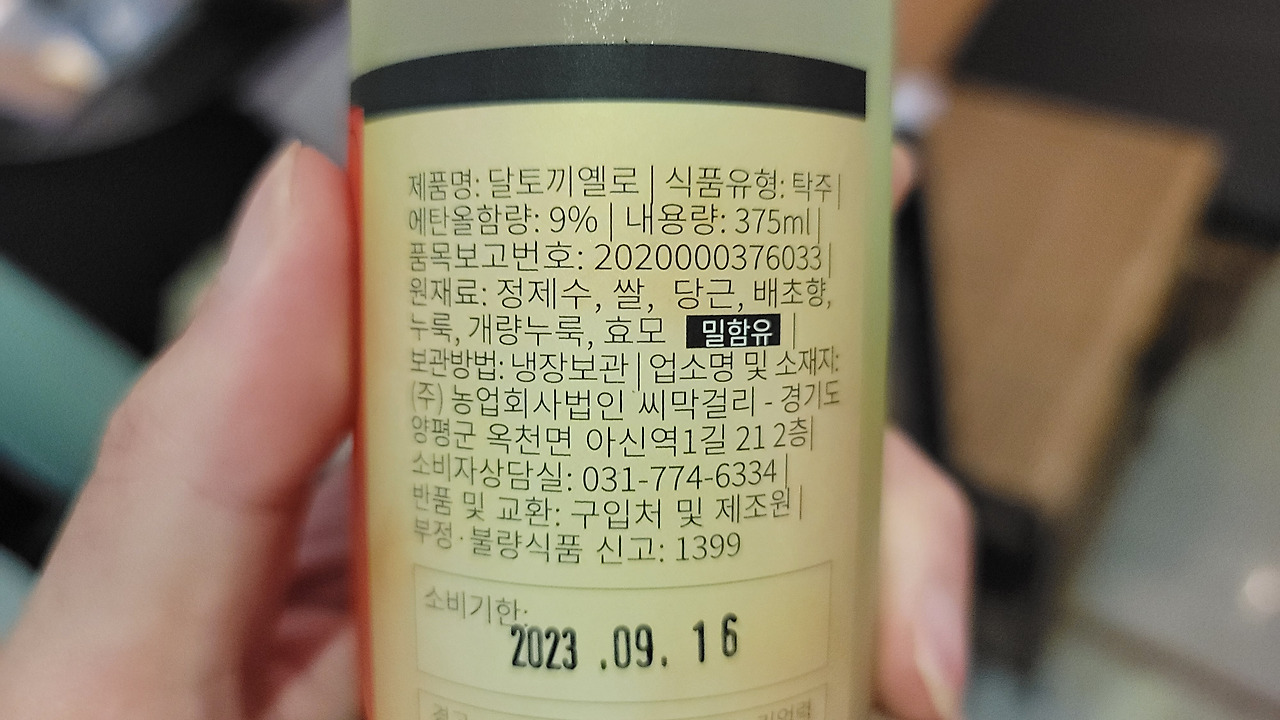 제품명: 달토끼옐로 | 식품유형: 탁주|
에탄올함량: 9% | 내용량: 375ml|
품목보고번호: 2020000376033|
원재료: 정제수, 쌀, 당근, 배초향,
누룩, 개량누룩, 효모 밀함유 |
보관방법: 냉장보관 | 업소명 및 소재지:
(주) 농업회사법인 씨막걸리 - 경기도
양평군 옥천면 아신역1길 21 2층|
소비자상담실: 031-774-6334|
반품 및 교환: 구입처 및 제조원|
부정·불량식품 신고: 1399
소비기한:
2023 .09. 16